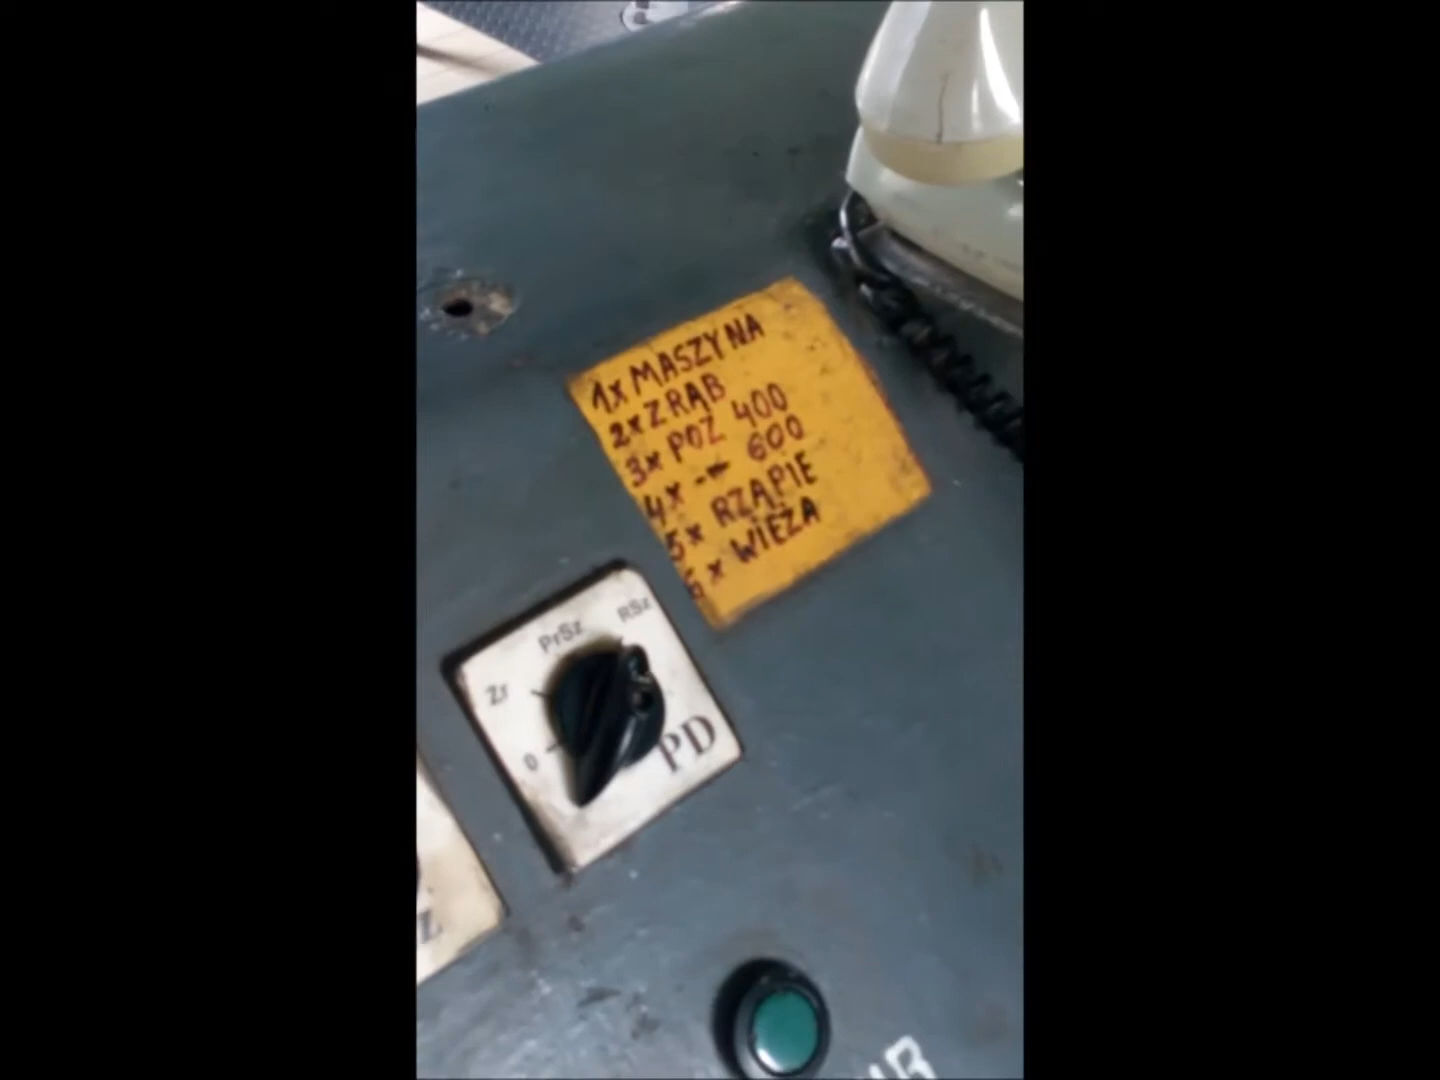 1x MASZYNA
2x ZRĄB
3x POZ 400
4x -"- 600
5x RZĄPIE
6x WIEŻA
PrSz
RSz
Zr
0
PD
Z